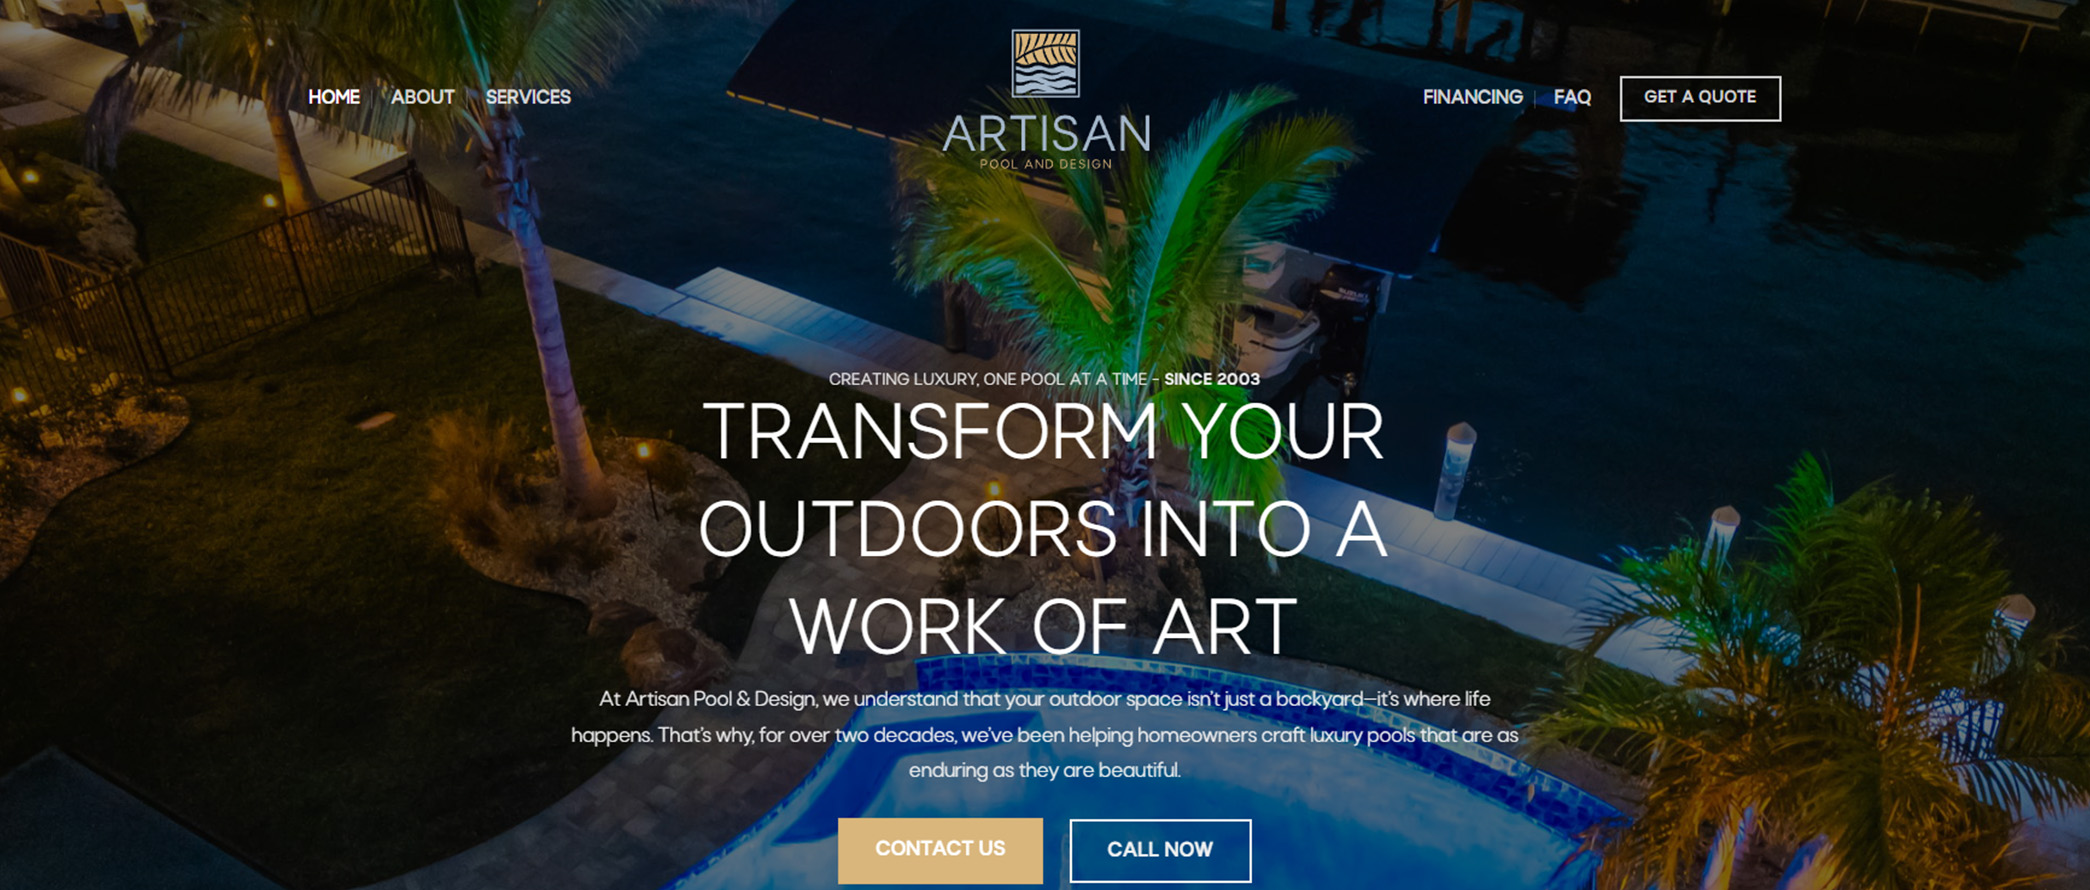 HOME
ABOUT
SERVICES
ARTISAN
POOL AND DESIGN
FINANCING
FAQ
GET A QUOTE
SUZUKI
CREATING LUXURY, ONE POOL AT A TIME - SINCE 2003
TRANSFORM YOUR
OUTDOORS INTO A
WORK OF ART
At Artisan Pool & Design, we understand that your outdoor space isn't just a backyard—it's where life
happens. That's why, for over two decades, we've been helping homeowners craft luxury pools that are as
enduring as they are beautiful.
CONTACT US
CALL NOW